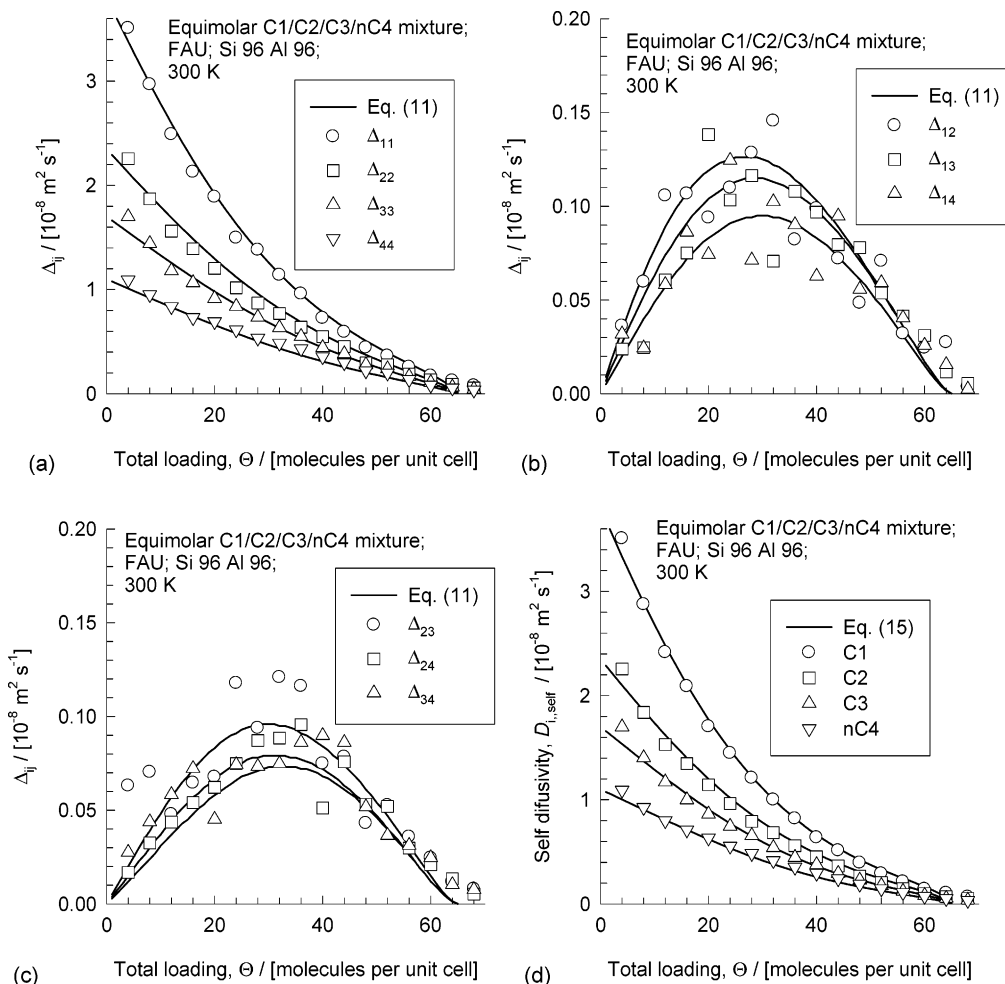 Equimolar C1/C2/C3/nC4 mixture;
FAU; Si 96 Al 96;
300 K
Eq. (11)
Δ11
Δ22
Δ33
Δ44
3
2
1
0
Δij / [10-8 m2 s-1]
0 20 40 60
(a) Total loading, Θ / [molecules per unit cell]
0.20
Equimolar C1/C2/C3/nC4 mixture;
FAU; Si 96 Al 96;
300 K
Eq. (11)
Δ12
Δ13
Δ14
0.15
0.10
0.05
0.00
Δij / [10-8 m2 s-1]
0 20 40 60
(b) Total loading, Θ / [molecules per unit cell]
0.20
Equimolar C1/C2/C3/nC4 mixture;
FAU; Si 96 Al 96;
300 K
Eq. (11)
Δ23
Δ24
Δ34
0.15
0.10
0.05
0.00
Δij / [10-8 m2 s-1]
0 20 40 60
(c) Total loading, Θ / [molecules per unit cell]
Equimolar C1/C2/C3/nC4 mixture;
FAU; Si 96 Al 96;
300 K
Eq. (15)
C1
C2
C3
nC4
3
2
1
0
Self difusivity, Di,,self / [10-8 m2 s-1]
0 20 40 60
(d) Total loading, Θ / [molecules per unit cell]